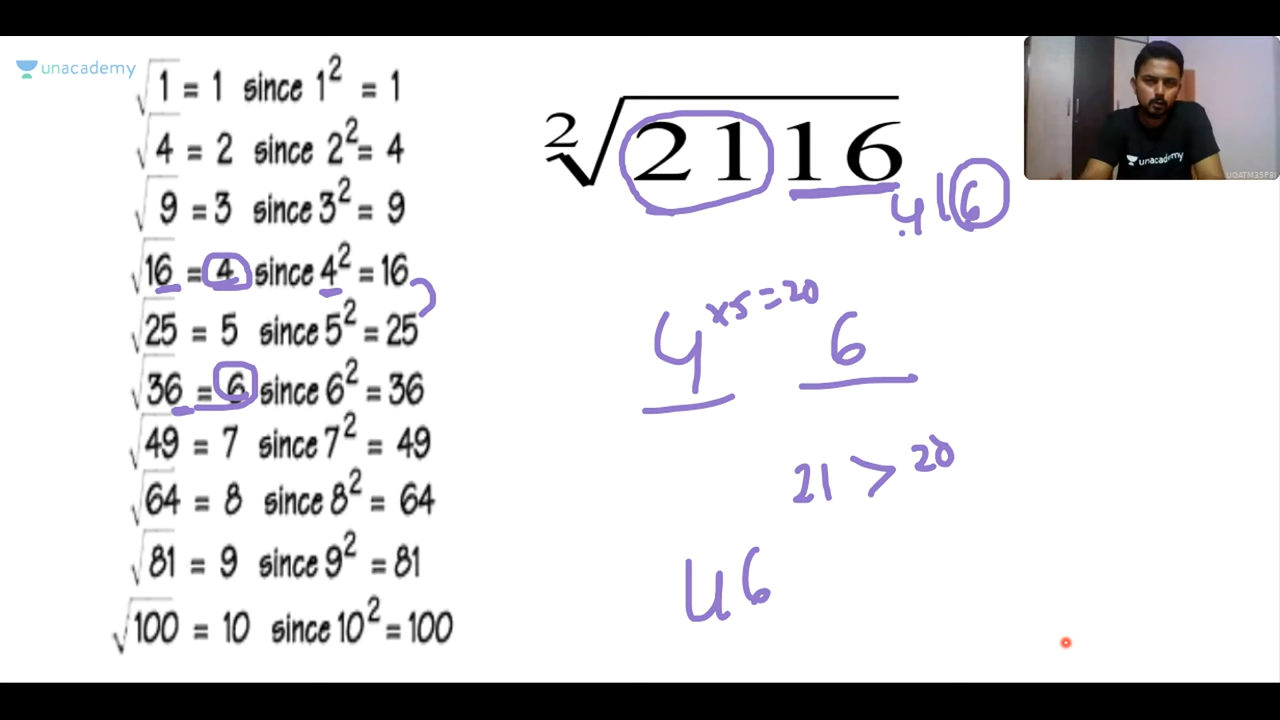 unacademy
√1 = 1 since 1² = 1
√4 = 2 since 2² = 4
√9 = 3 since 3² = 9
√16 = 4 since 4² = 16
√25 = 5 since 5² = 25
√36 = 6 since 6² = 36
√49 = 7 since 7² = 49
√64 = 8 since 8² = 64
√81 = 9 since 9² = 81
√100 = 10 since 10² = 100
²√2116
4 | 6
4 ×5=20 6
21 > 20
46
unacademy